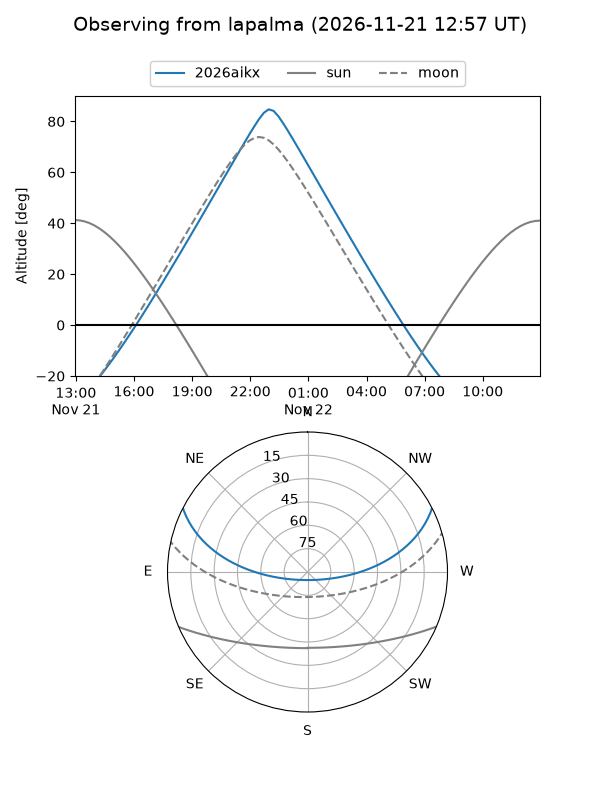 Observing from lapalma (2026-11-21 12:57 UT)
2026aikx sun moon
Altitude [deg]
80
60
40
20
0
−20
13:00 16:00 19:00 22:00 01:00 04:00 07:00 10:00
Nov 21 Nov 22
N
NE NW
15
30
45
60
75
E W
SE SW
S